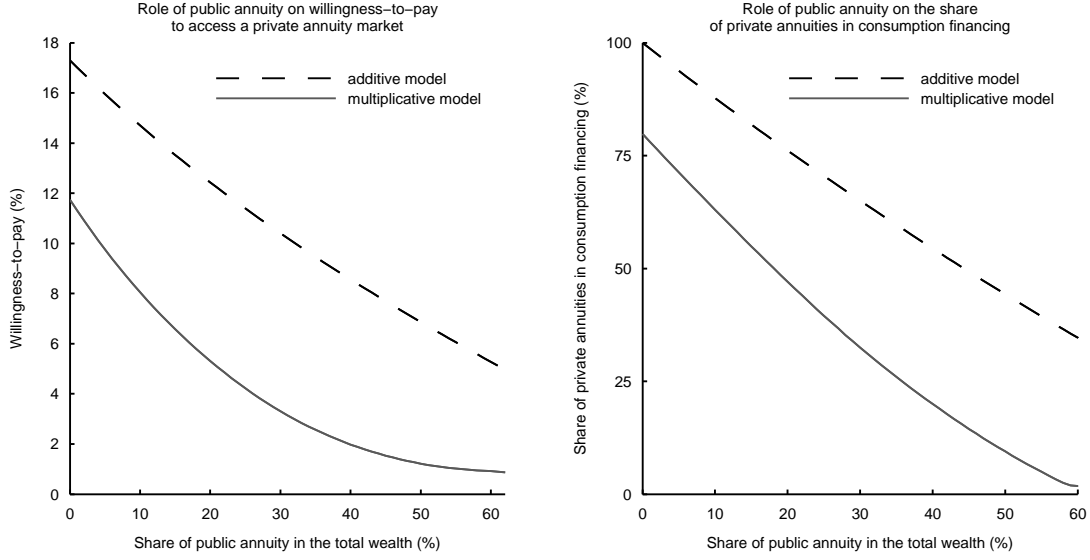 Role of public annuity on willingness−to−pay
to access a private annuity market
18
16
14
12
10
8
6
4
2
0
Willingness−to−pay (%)
additive model
multiplicative model
0 10 20 30 40 50 60
Share of public annuity in the total wealth (%)
Role of public annuity on the share
of private annuities in consumption financing
100
75
50
25
0
Share of private annuities in consumption financing (%)
additive model
multiplicative model
0 10 20 30 40 50 60
Share of public annuity in the total wealth (%)